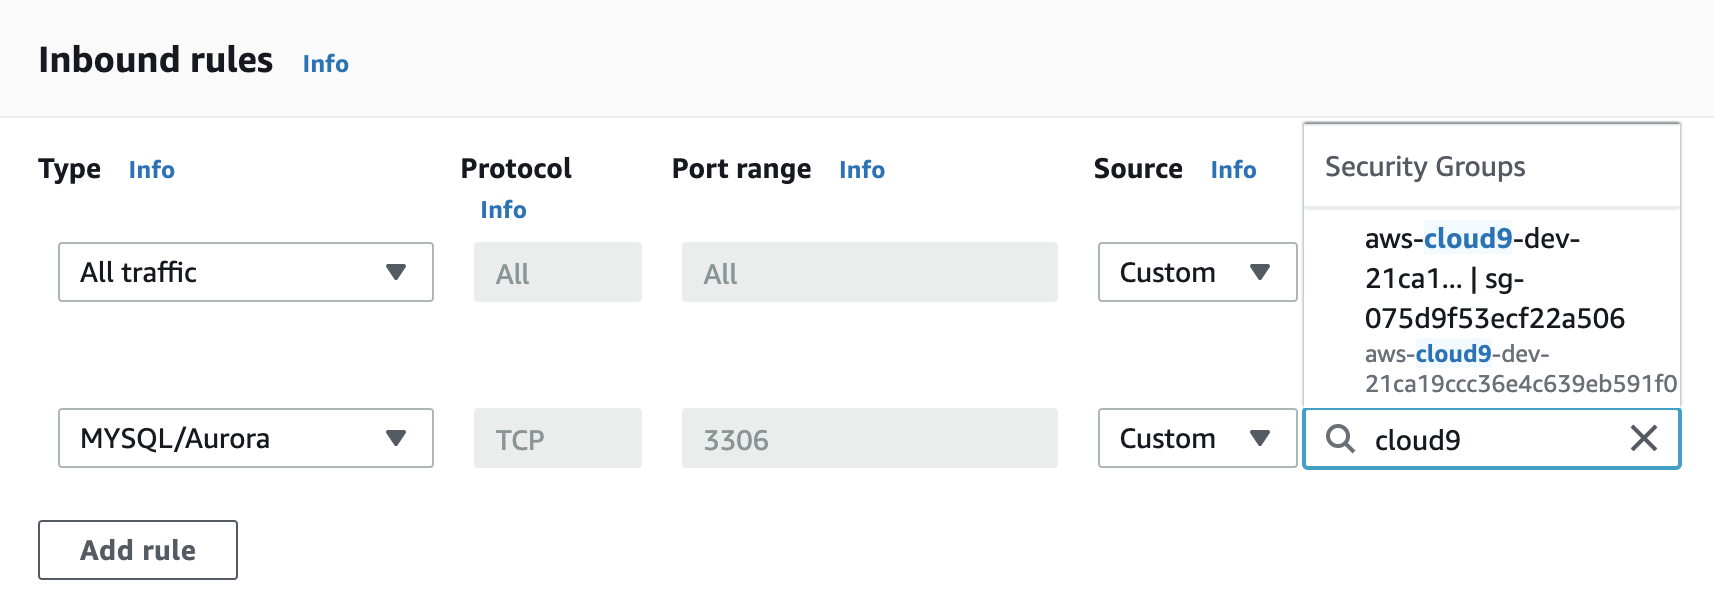 Inbound rules Info
Type Info Protocol Info Port range Info Source Info
Security Groups
aws-cloud9-dev-
21ca1... | sg-
075d9f53ecf22a506
aws-cloud9-dev-
21ca19ccc36e4c639eb591f0
All traffic All All Custom
MYSQL/Aurora TCP 3306 Custom cloud9
Add rule